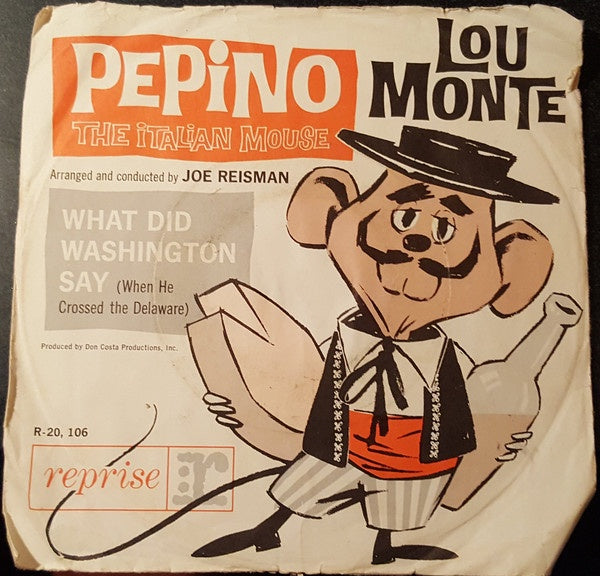 PEPiNO
THE iTALIAN MOUSE
LOU
MONTE
Arranged and conducted by JOE REISMAN
WHAT DID
WASHINGTON
SAY (When He
Crossed the Delaware)
Produced by Don Costa Productions, Inc.
R-20, 106
reprise r